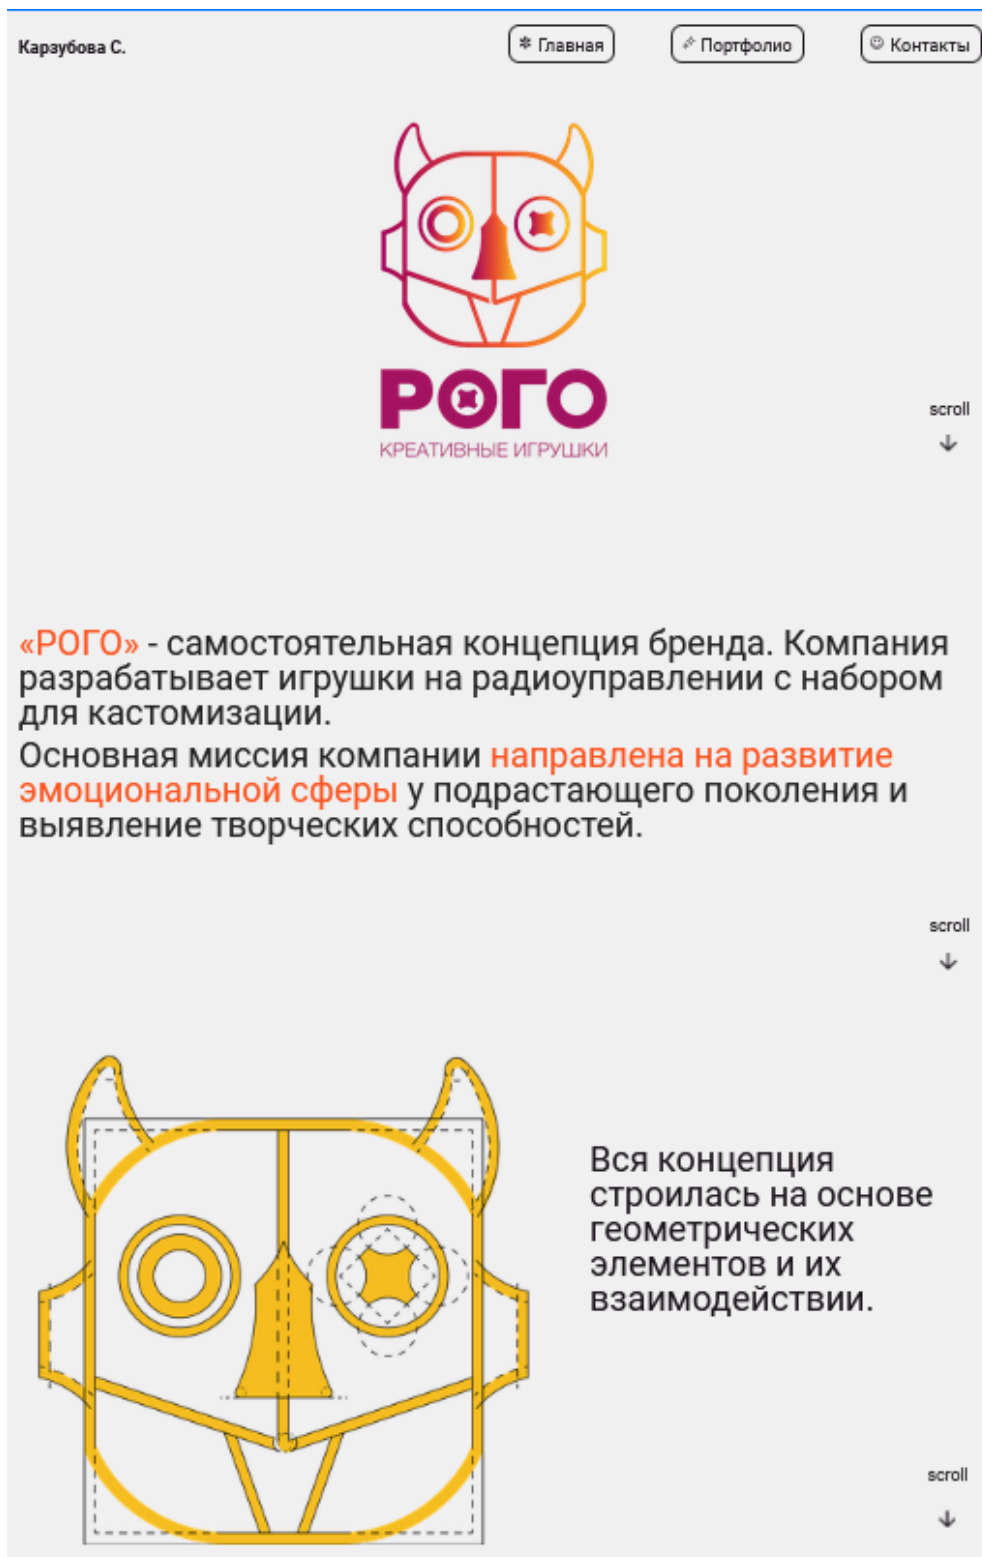 Карзубова С.
Главная
Портфолио
Контакты
РОГО
КРЕАТИВНЫЕ ИГРУШКИ
scroll
«РОГО» - самостоятельная концепция бренда. Компания
разрабатывает игрушки на радиоуправлении с набором
для кастомизации.
Основная миссия компании направлена на развитие
эмоциональной сферы у подрастающего поколения и
выявление творческих способностей.
scroll
Вся концепция
строилась на основе
геометрических
элементов и их
взаимодействии.
scroll